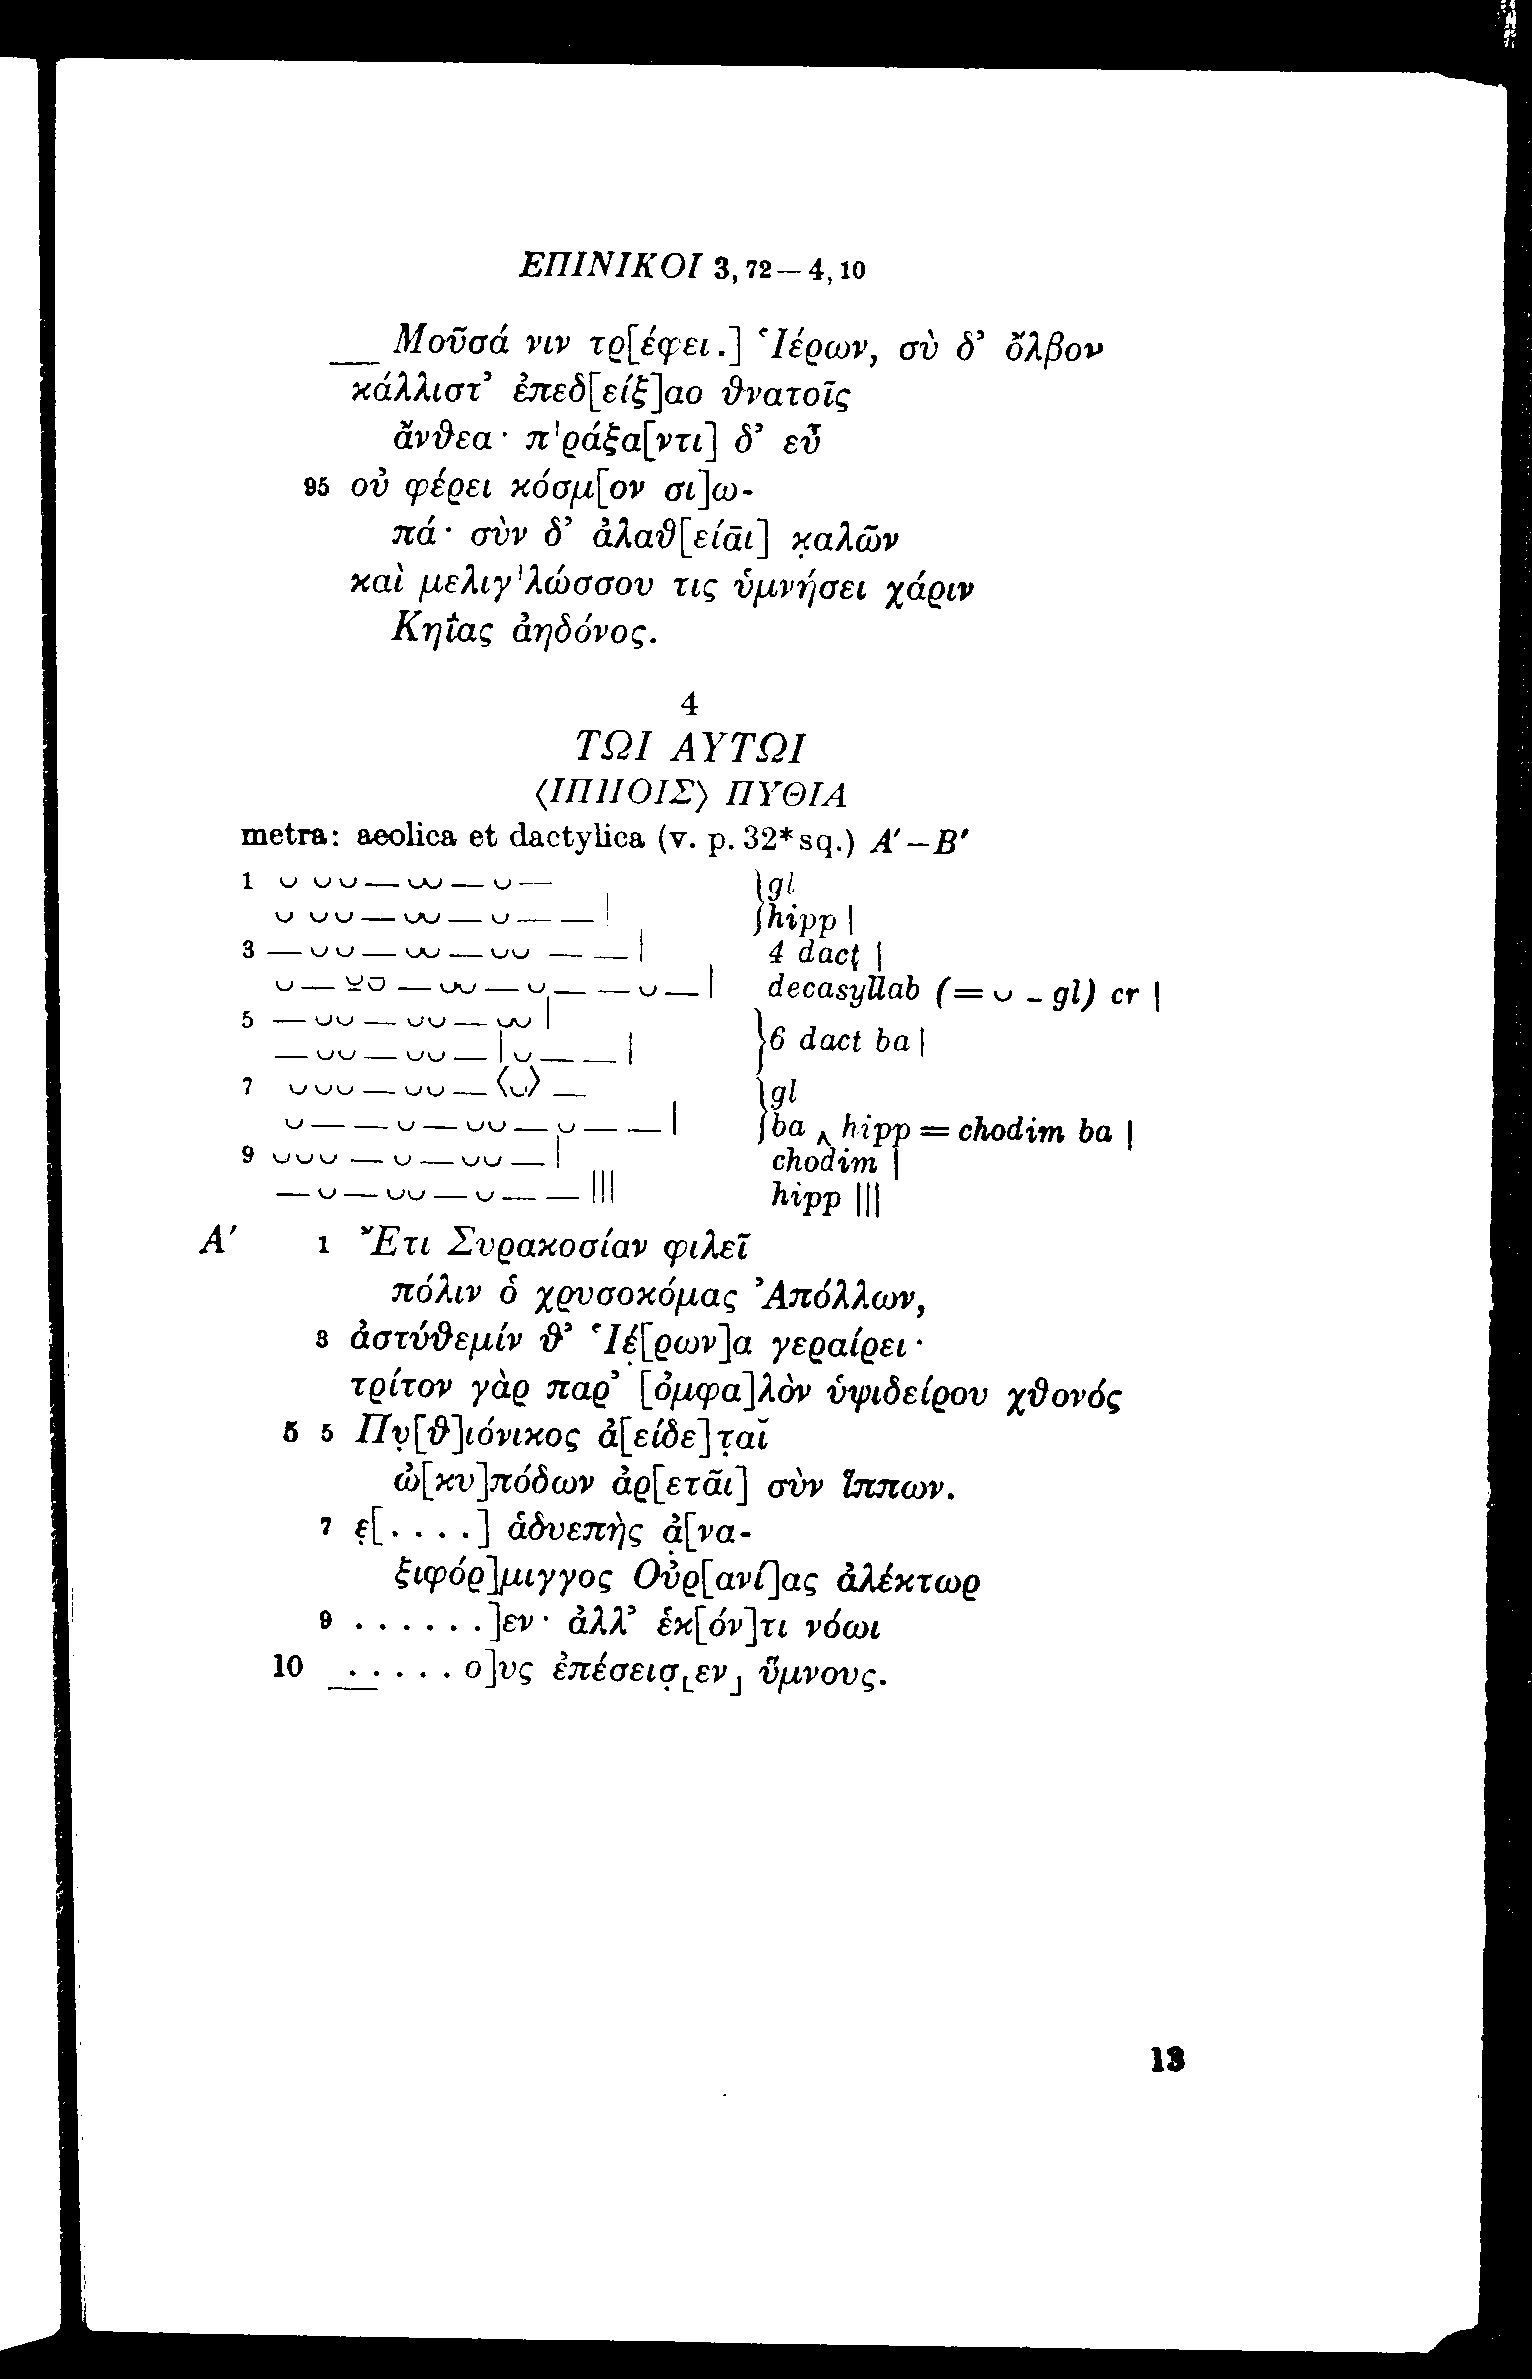 ΕΠΙΝΙΚΟΙ 3,72—4,10
Μοῦσά νιν τρ[έφει.] Ἱέρων, σὺ δ’ ὄλβου
κάλλιστ’ ἐπεδ[είξ]αο θνατοῖς
ἄνθεα· π'ράξα[ντι] δ’ εὖ
95 οὐ φέρει κόσμ[ον σι]ω-
πά· σὺν δ’ ἀλαθ[είᾱι] κ̣αλῶν
καὶ μελιγ'λώσσου τις ὑμνήσει χάριν
Κηΐας ἀηδόνος.
4
ΤΩΙ ΑΥΤΩΙ
⟨ΙΠΠΟΙΣ⟩ ΠΥΘΙΑ
metra: aeolica et dactylica (v. p. 32* sq.) Α′—Β′
1 ⏑ ⏑⏑—⏑⏑—⏑— }gl
⏑ ⏑⏑—⏑⏑—⏑——| hipp |
3 —⏑⏑—⏑⏑—⏑⏑——| 4 dact |
⏑— — —⏑⏑—⏑——⏑—| decasyllab (= ⏑ – gl) cr |
5 —⏑⏑—⏑⏑—⏑⏑|
—⏑⏑—⏑⏑—|⏑——| }6 dact ba |
7 ⏑⏑⏑—⏑⏑—⟨⏑⟩— }gl
⏑——⏑—⏑⏑—⏑——| ba ‸ hipp = chodim ba |
9 ⏑⏑⏑—⏑—⏑⏑—| chodim |
—⏑—⏑⏑—⏑——||| hipp |||
Α′ 1 Ἔτι Συρακοσίαν φιλεῖ
πόλιν ὁ χρυσοκόμας Ἀπόλλων,
3 ἀστύθεμίν θ’ Ἱέ̣[ρων]α γεραίρει·
τρίτον γὰρ παρ’ [ὀμφα]λὸν ὑψιδείρου χθονός
5 5 Πυ̣[θ]ιόνικος ἀ[είδε]τ̣αι
ὠ[κυ]πόδων ἀρ[ετᾶι] σὺν ἵππων.
7 ε̣[. . . .] ἁδυεπὴς ἀ̣[να-
ξιφόρ]μιγγος Οὐρ[ανί]ας ἀλέκτωρ
9 . . . . . .]εν· ἀλλ’ ἑκ[όν]τι νόωι
10 . . . . . ο]υς ἐπέσεισ̣⌞εν⌟ ὕμνους.
13